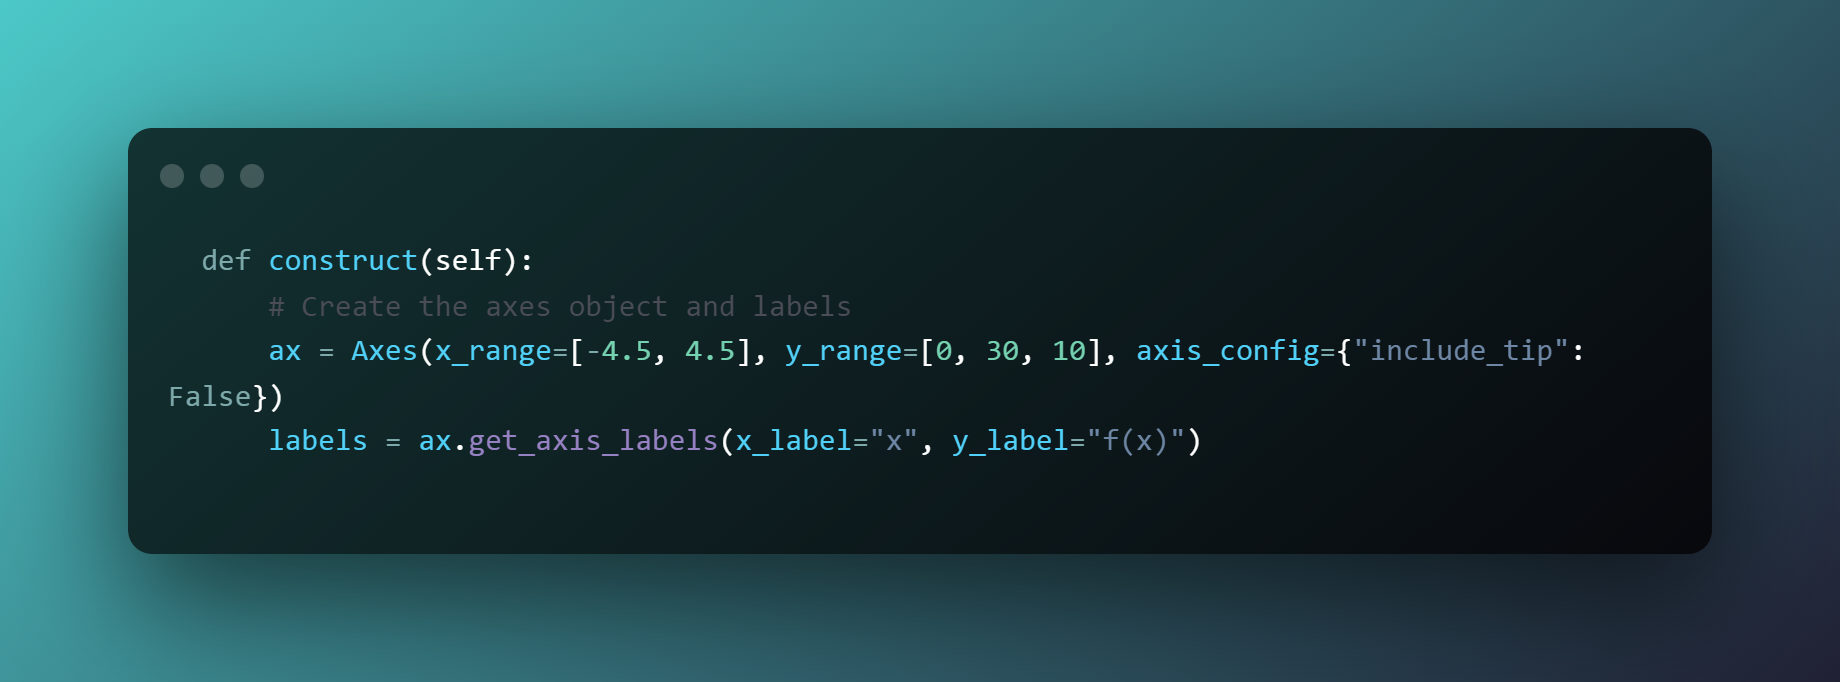 def construct(self):
# Create the axes object and labels
ax = Axes(x_range=[-4.5, 4.5], y_range=[0, 30, 10], axis_config={"include_tip":
False})
labels = ax.get_axis_labels(x_label="x", y_label="f(x)")